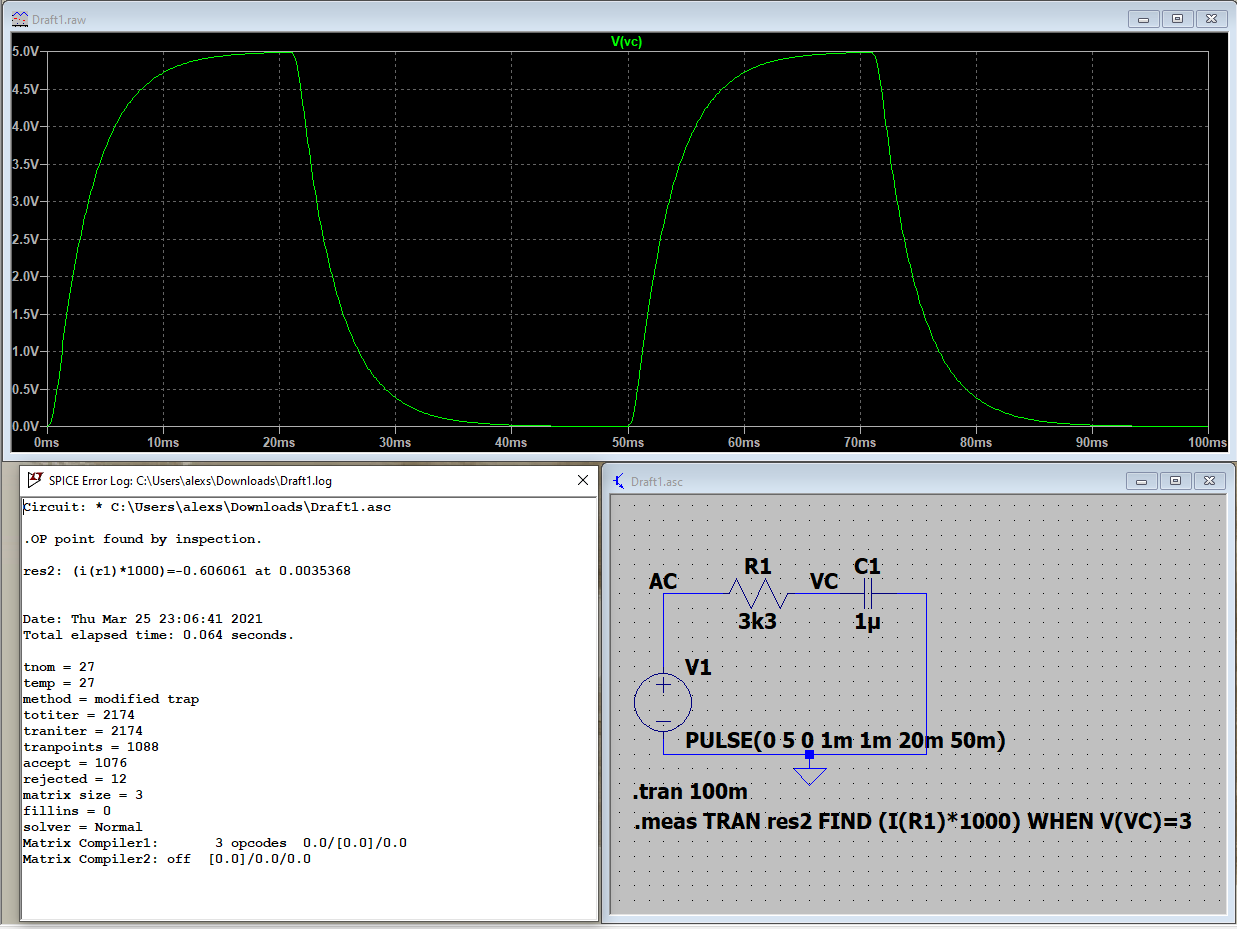 Draft1.raw
V(vc)
5.0V
4.5V
4.0V
3.5V
3.0V
2.5V
2.0V
1.5V
1.0V
0.5V
0.0V
0ms 10ms 20ms 30ms 40ms 50ms 60ms 70ms 80ms 90ms 100ms
SPICE Error Log: C:\Users\alexs\Downloads\Draft1.log
Circuit: * C:\Users\alexs\Downloads\Draft1.asc
.OP point found by inspection.
res2: (i(r1)*1000)=-0.606061 at 0.0035368
Date: Thu Mar 25 23:06:41 2021
Total elapsed time: 0.064 seconds.
tnom = 27
temp = 27
method = modified trap
totiter = 2174
traniter = 2174
tranpoints = 1088
accept = 1076
rejected = 12
matrix size = 3
fillins = 0
solver = Normal
Matrix Compiler1: 3 opcodes 0.0/[0.0]/0.0
Matrix Compiler2: off [0.0]/0.0/0.0
Draft1.asc
R1
C1
AC
VC
3k3
1µ
V1
PULSE(0 5 0 1m 1m 20m 50m)
.tran 100m
.meas TRAN res2 FIND (I(R1)*1000) WHEN V(VC)=3